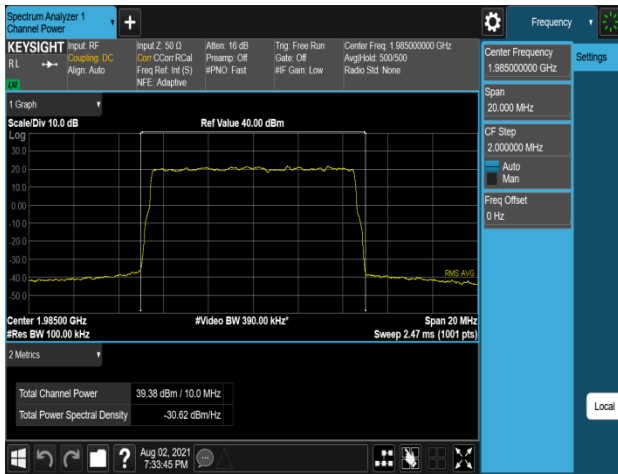 Spectrum Analyzer 1
Channel Power
+
Frequency
KEYSIGHT
RL
Input: RF
Coupling: DC
Align: Auto
Input Z: 50 Ω
Corr CCorr RCal
Freq Ref: Int (S)
NFE: Adaptive
Atten: 16 dB
Preamp: Off
#PNO: Fast
Trig: Free Run
Gate: Off
#IF Gain: Low
Center Freq: 1.985000000 GHz
Avg|Hold: 500/500
Radio Std: None
Center Frequency
1.985000000 GHz
Settings
Span
20.000 MHz
CF Step
2.000000 MHz
Auto
Man
Freq Offset
0 Hz
1 Graph
Scale/Div 10.0 dB
Ref Value 40.00 dBm
Log
30.0
20.0
10.0
0.00
-10.0
-20.0
-30.0
-40.0
-50.0
RMS AVG
Center 1.98500 GHz
#Video BW 390.00 kHz*
Span 20 MHz
#Res BW 100.00 kHz
Sweep 2.47 ms (1001 pts)
2 Metrics
Total Channel Power 39.38 dBm / 10.0 MHz
Total Power Spectral Density -30.62 dBm/Hz
Local
?
Aug 02, 2021
7:33:45 PM